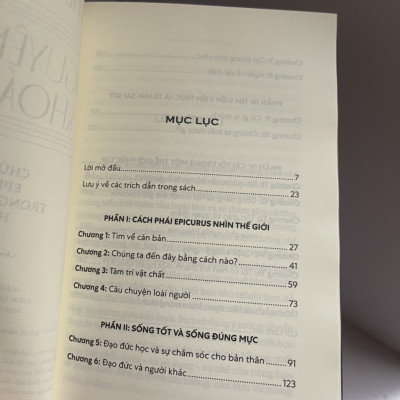 MỤC LỤC
Lời mở đầu 7
Lưu ý về các trích dẫn trong sách 23
PHẦN I: CÁCH PHÁI EPICURUS NHÌN THẾ GIỚI
Chương 1: Tìm về căn bản 27
Chương 2: Chúng ta đến đây bằng cách nào? 41
Chương 3: Tâm trí vật chất 59
Chương 4: Câu chuyện loài người 73
PHẦN II: SỐNG TỐT VÀ SỐNG ĐÚNG MỰC
Chương 5: Đạo đức học và sự chăm sóc cho bản thân 91
Chương 6: Đạo đức và người khác 123